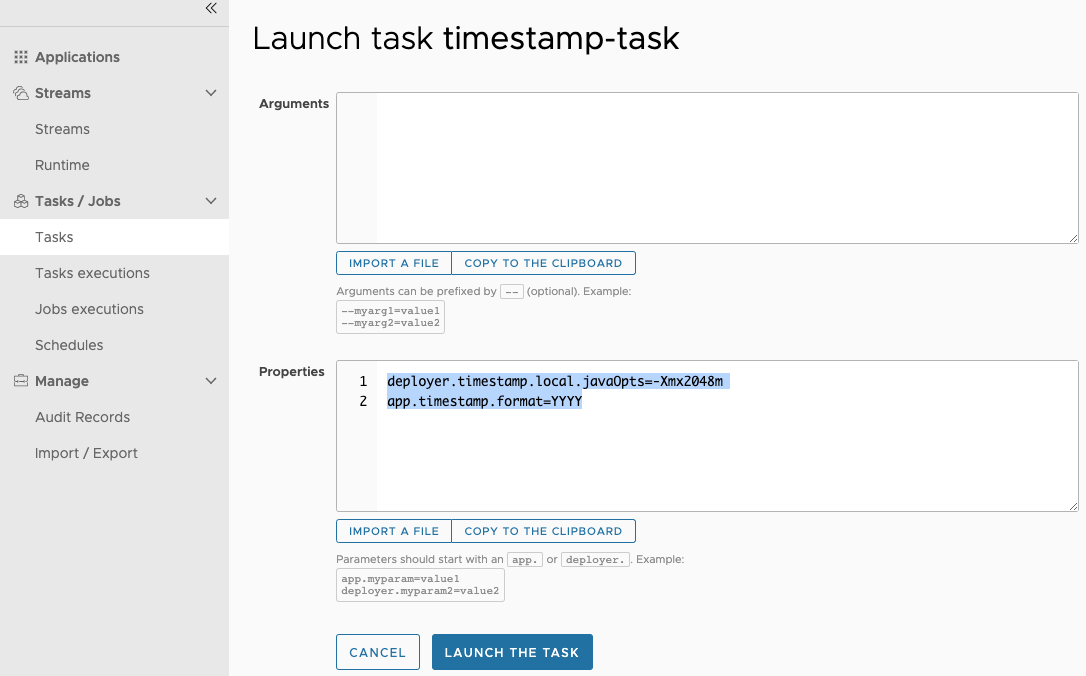 Applications
Streams
Streams
Runtime
Tasks / Jobs
Tasks
Tasks executions
Jobs executions
Schedules
Manage
Audit Records
Import / Export
Launch task timestamp-task
Arguments
IMPORT A FILE COPY TO THE CLIPBOARD
Arguments can be prefixed by -- (optional). Example:
--myarg1=value1
--myarg2=value2
Properties
1 deployer.timestamp.local.javaOpts=-Xmx2048m
2 app.timestamp.format=YYYY
IMPORT A FILE COPY TO THE CLIPBOARD
Parameters should start with an app. or deployer. . Example:
app.myparam=value1
deployer.myparam2=value2
CANCEL LAUNCH THE TASK